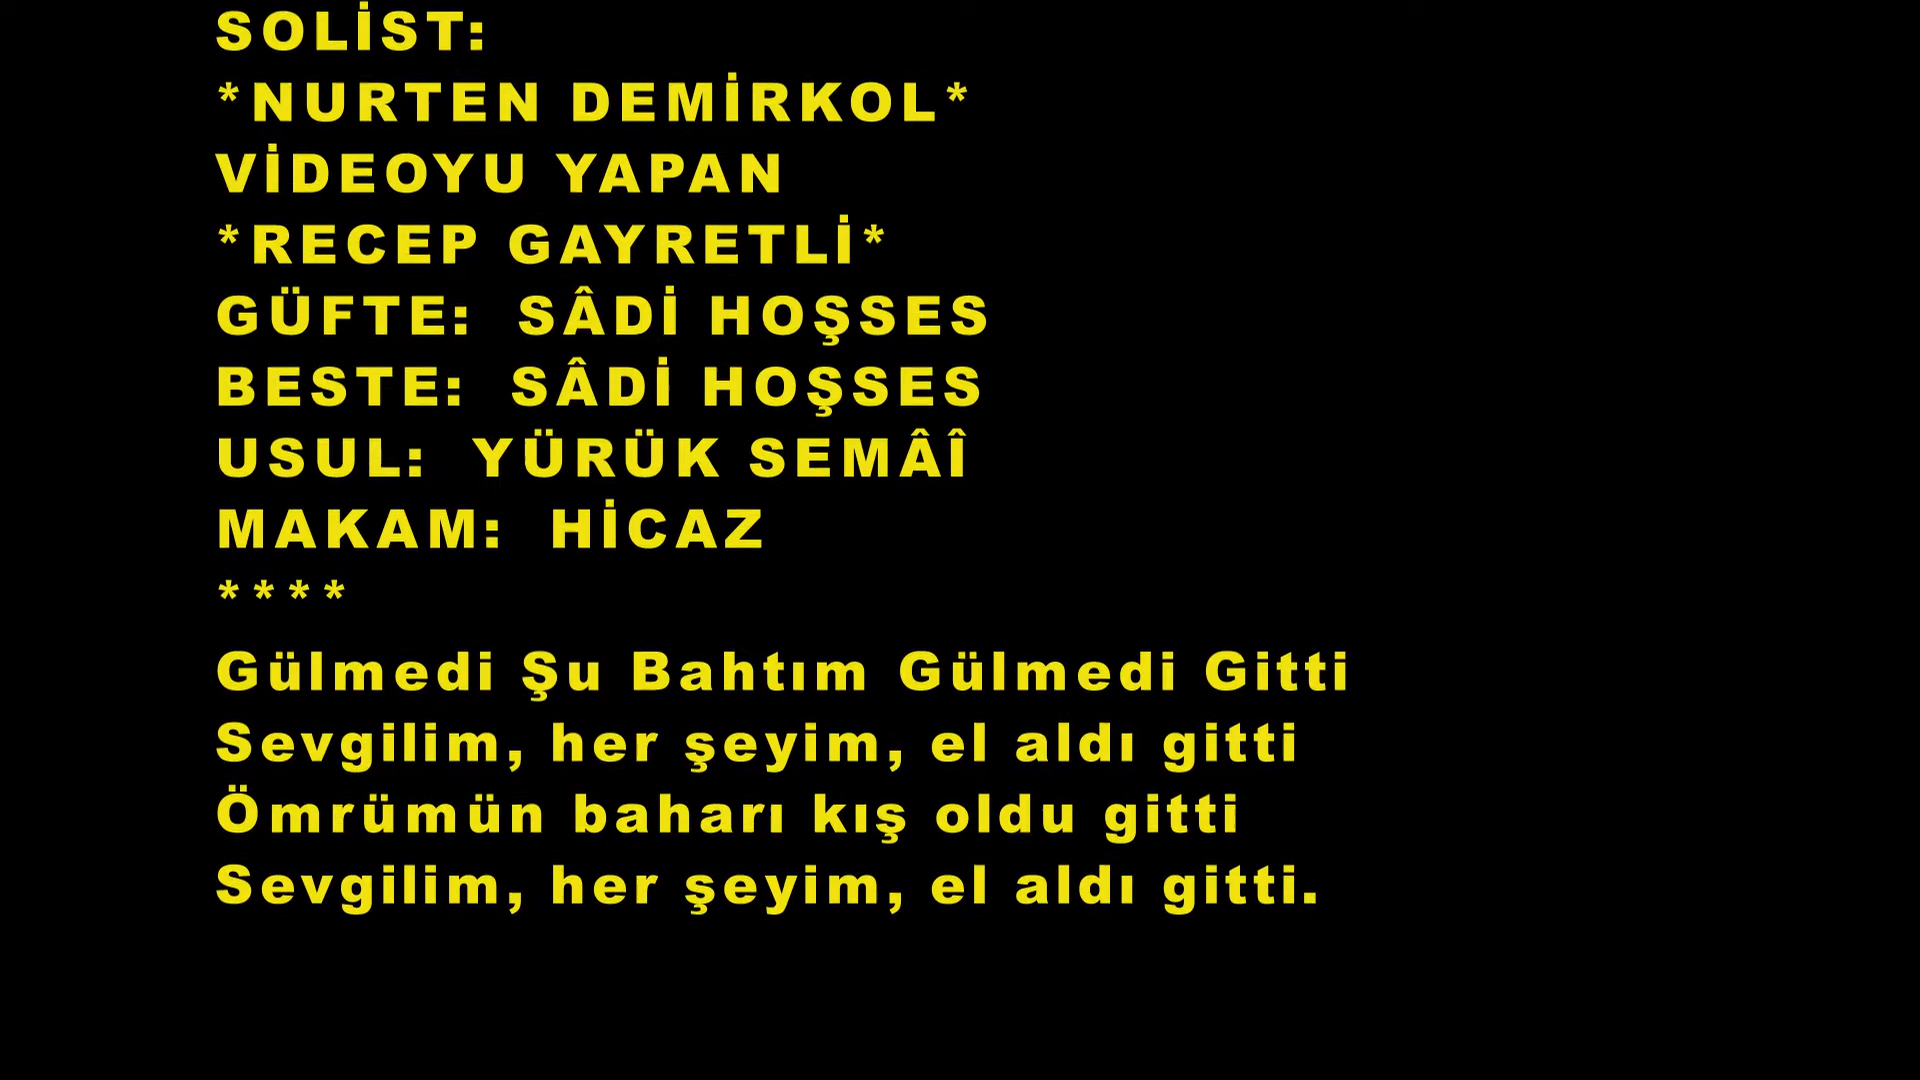 SOLİST:
*NURTEN DEMİRKOL*
VİDEOYU YAPAN
*RECEP GAYRETLİ*
GÜFTE: SÂDİ HOŞSES
BESTE: SÂDİ HOŞSES
USUL: YÜRÜK SEMÂÎ
MAKAM: HİCAZ
****
Gülmedi Şu Bahtım Gülmedi Gitti
Sevgilim, her şeyim, el aldı gitti
Ömrümün baharı kış oldu gitti
Sevgilim, her şeyim, el aldı gitti.